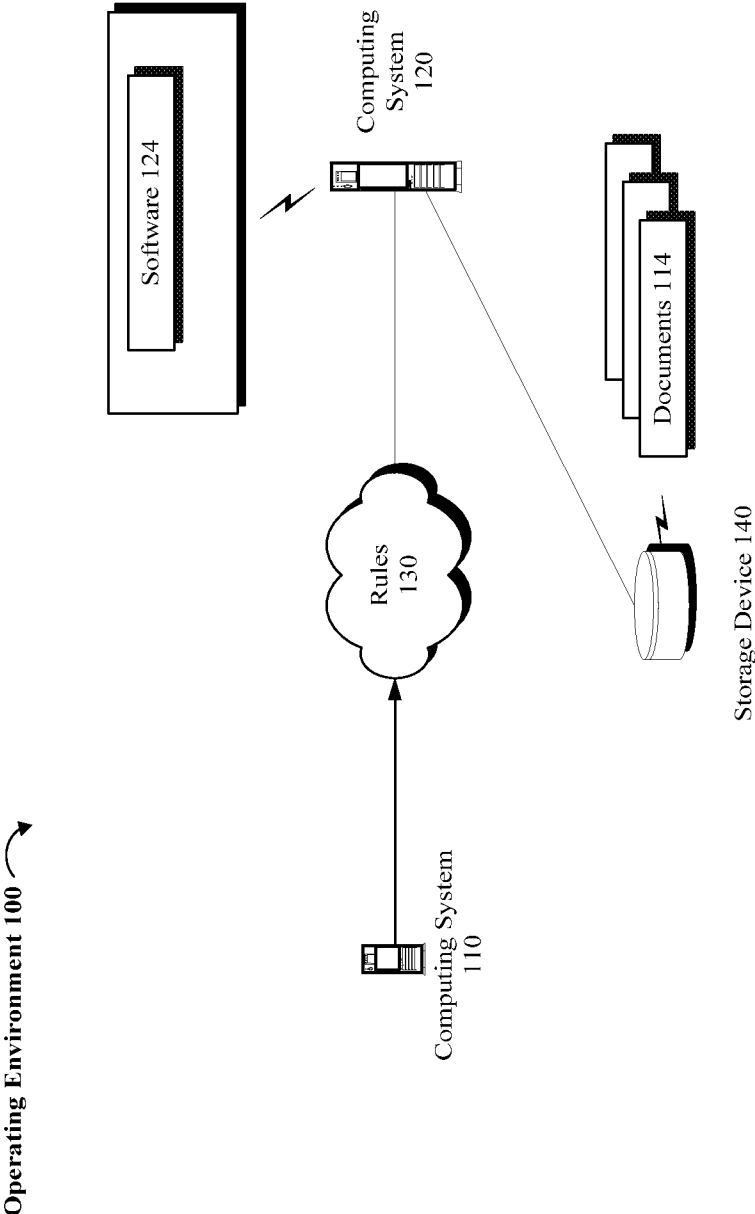 Operating Environment 100
Computing System
110
Rules
130
Computing
System
120
Software 124
Documents 114
Storage Device 140